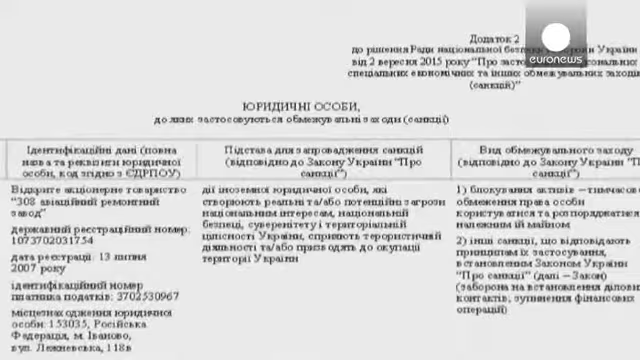 euronews
Додаток 2
до рішення Ради національної безпеки і оборони України
від 2 вересня 2015 року "Про персональних
спеціальних економічних та інших обмежувальних заходів
(санкцій)"
ЮРИДИЧНІ ОСОБИ,
до яких застосовуються обмежувальні заходи (санкції)
Ідентифікаційні дані (повна
назва та реквізити юридичної
особи, код згідно з ЄДРПОУ)
Підстава для запровадження санкцій
(відповідно до Закону України "Про
санкції")
Вид обмежувального заходу
(відповідно до Закону України
санкції")
Відкрите акціонерне товариство
"308 авіаційний ремонтний
завод"
державний реєстраційний номер:
1073702031754
дата реєстрації: 13 липня
2007 року
ідентифікаційний номер
платника податків: 3702530967
місцезнаходження юридичної
особи: 153035, Російська
Федерація, м. Іваново,
вул. Лежневська, 118в
дії іноземної юридичної особи, які
створюють реальні та/або потенційні загрози
національним інтересам, національній
безпеці, суверенітету і територіальній
цілісності України, сприяють терористичній
діяльності та/або призводять до окупації
території України
1) блокування активів – тимчасове
обмеження права особи
користуватися та розпоряджатися
належним їй майном
2) інші санкції, що відповідають
принципам їх застосування,
встановленим Законом України
"Про санкції" (далі – Закон)
(заборона на встановлення ділових
контактів, зупинення фінансових
операцій)